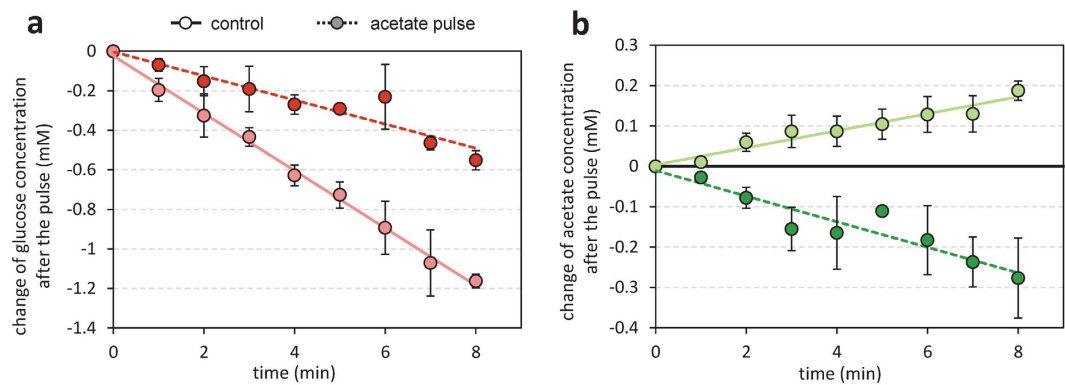 a
control
acetate pulse
change of glucose concentration
after the pulse (mM)
0
-0.2
-0.4
-0.6
-0.8
-1
-1.2
-1.4
0
2
4
6
8
time (min)
b
change of acetate concentration
after the pulse (mM)
0.3
0.2
0.1
0
-0.1
-0.2
-0.3
-0.4
0
2
4
6
8
time (min)